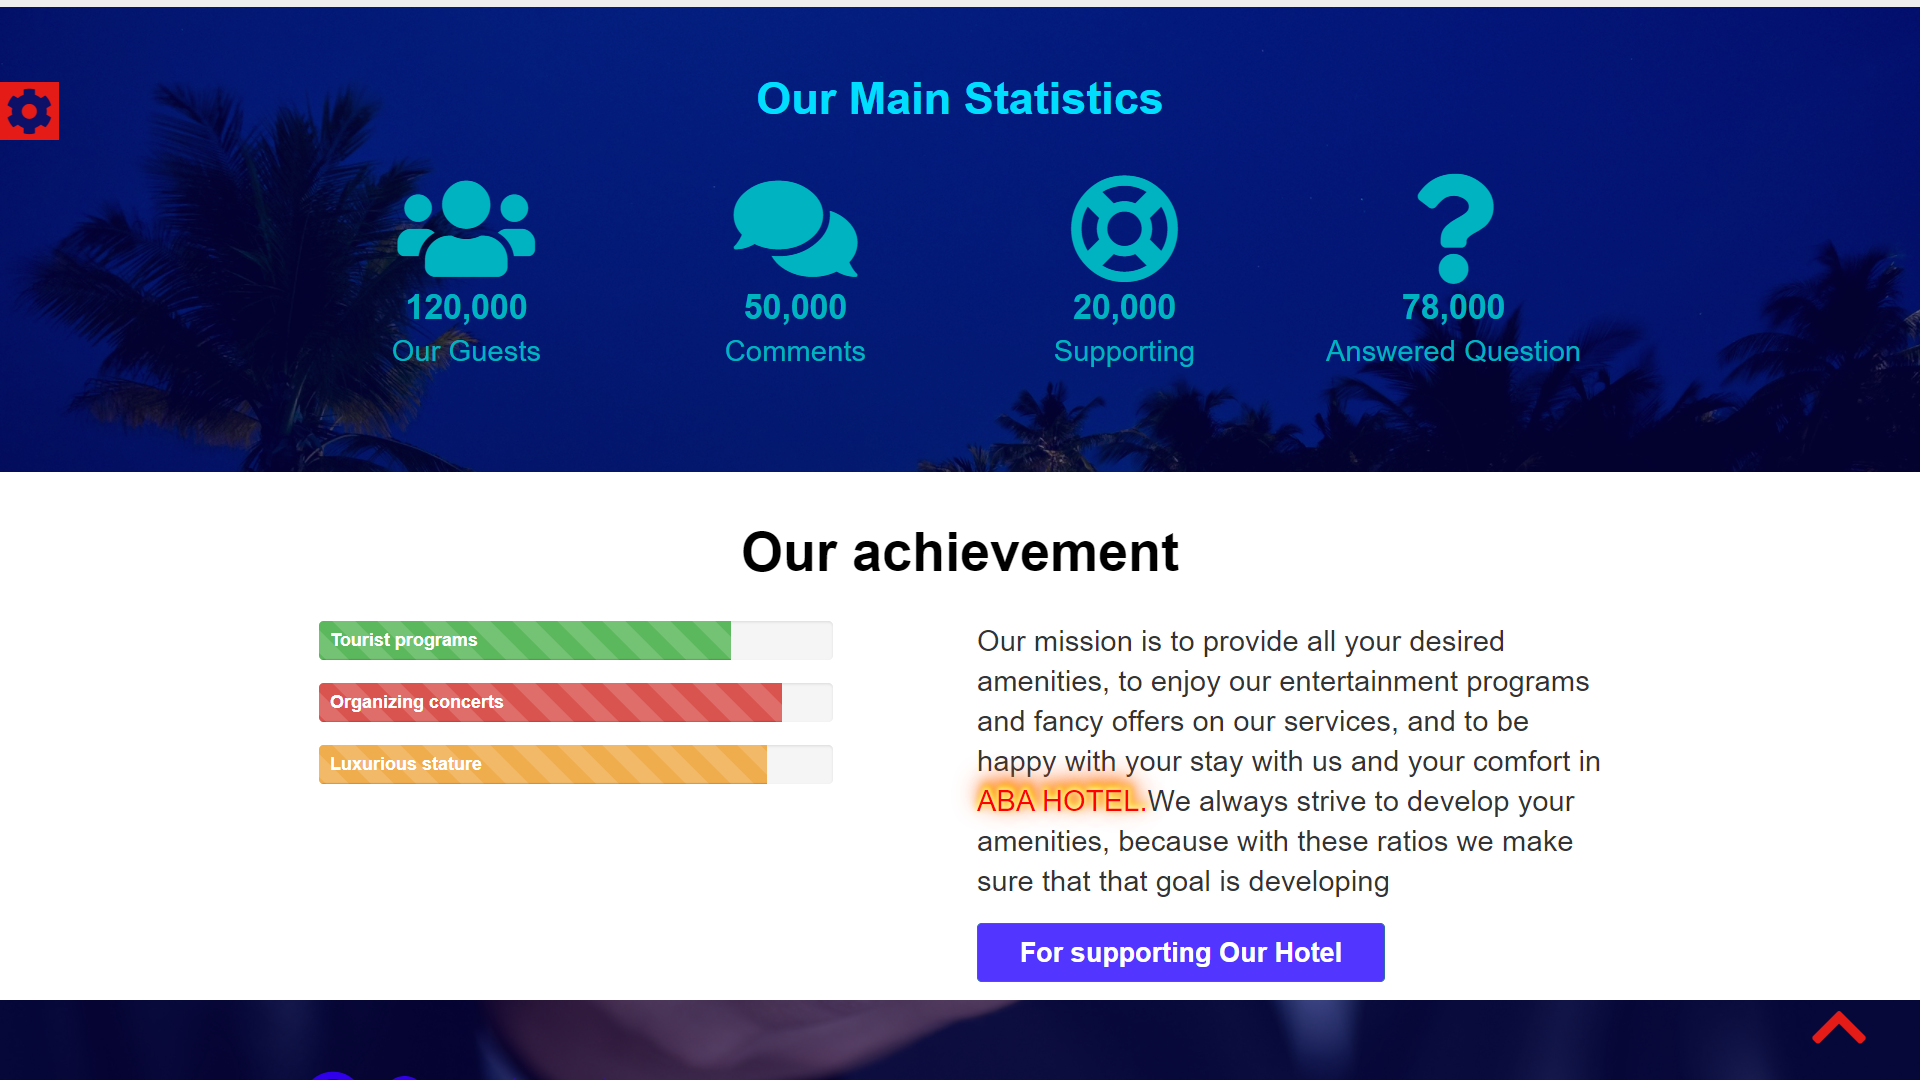 Our Main Statistics
120,000
Our Guests
50,000
Comments
20,000
Supporting
78,000
Answered Question
Our achievement
Tourist programs
Organizing concerts
Luxurious stature
Our mission is to provide all your desired
amenities, to enjoy our entertainment programs
and fancy offers on our services, and to be
happy with your stay with us and your comfort in
ABA HOTEL.We always strive to develop your
amenities, because with these ratios we make
sure that that goal is developing
For supporting Our Hotel